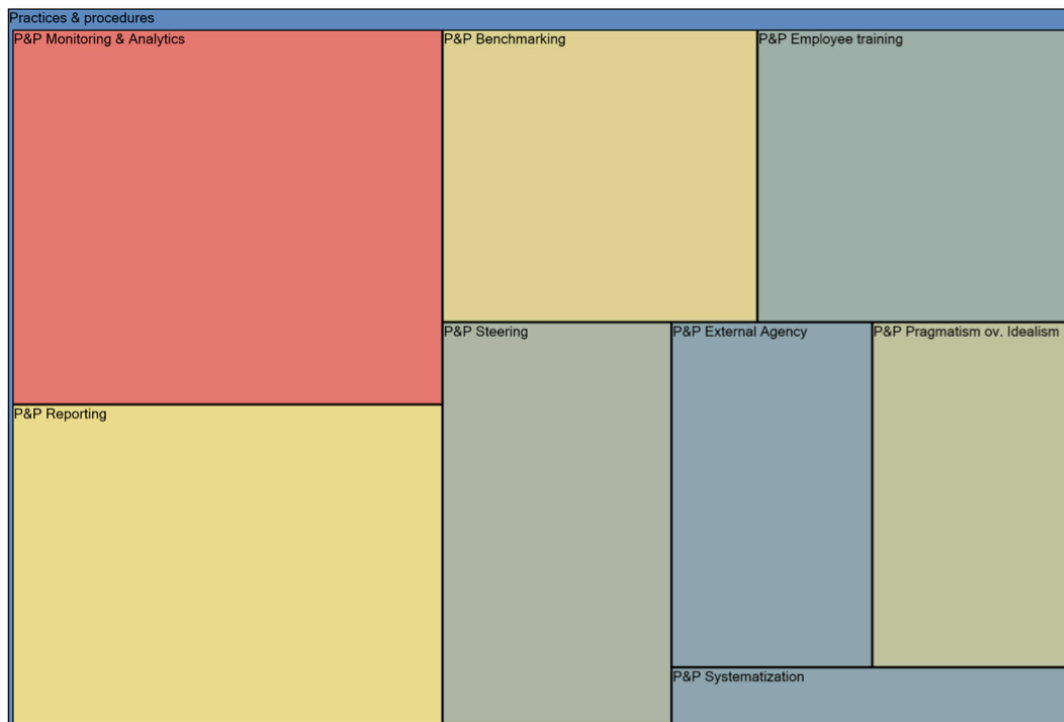 Practices & procedures
P&P Monitoring & Analytics
P&P Benchmarking
P&P Employee training
P&P Steering
P&P External Agency
P&P Pragmatism ov. Idealism
P&P Reporting
P&P Systematization